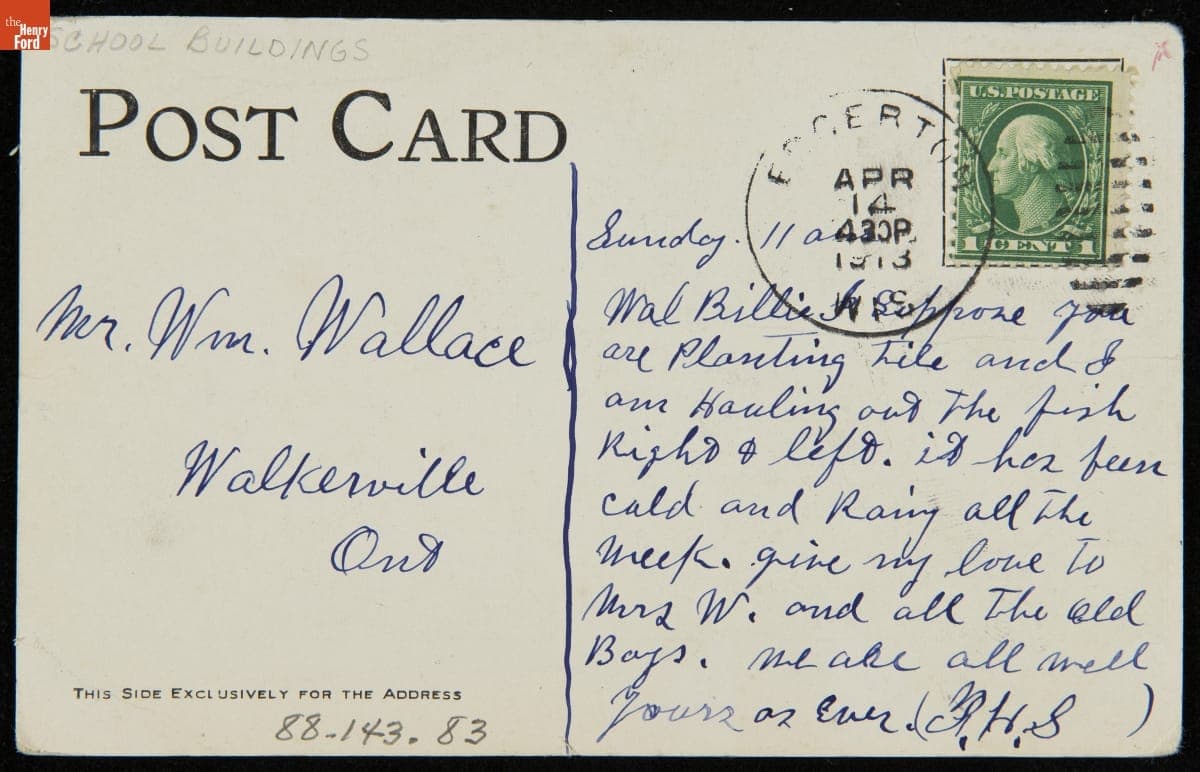 the
Henry
Ford
SCHOOL BUILDINGS
POST CARD
EDGERTON
APR
14
430P
1913
WIS.
U.S.POSTAGE
1 CENT 1
Sunday. 11 a
Wal Billie I Suppose you
are Planting tile and I
am Hauling out the fish
Right & left. it has been
Cald and Rainy all the
Week. give my love to
Mrs W. and all the old
Boys. We are all well
Yours as Ever. (F.H.S )
Mr. Wm. Wallace
Walkerville
Ont
THIS SIDE EXCLUSIVELY FOR THE ADDRESS
88-143.83